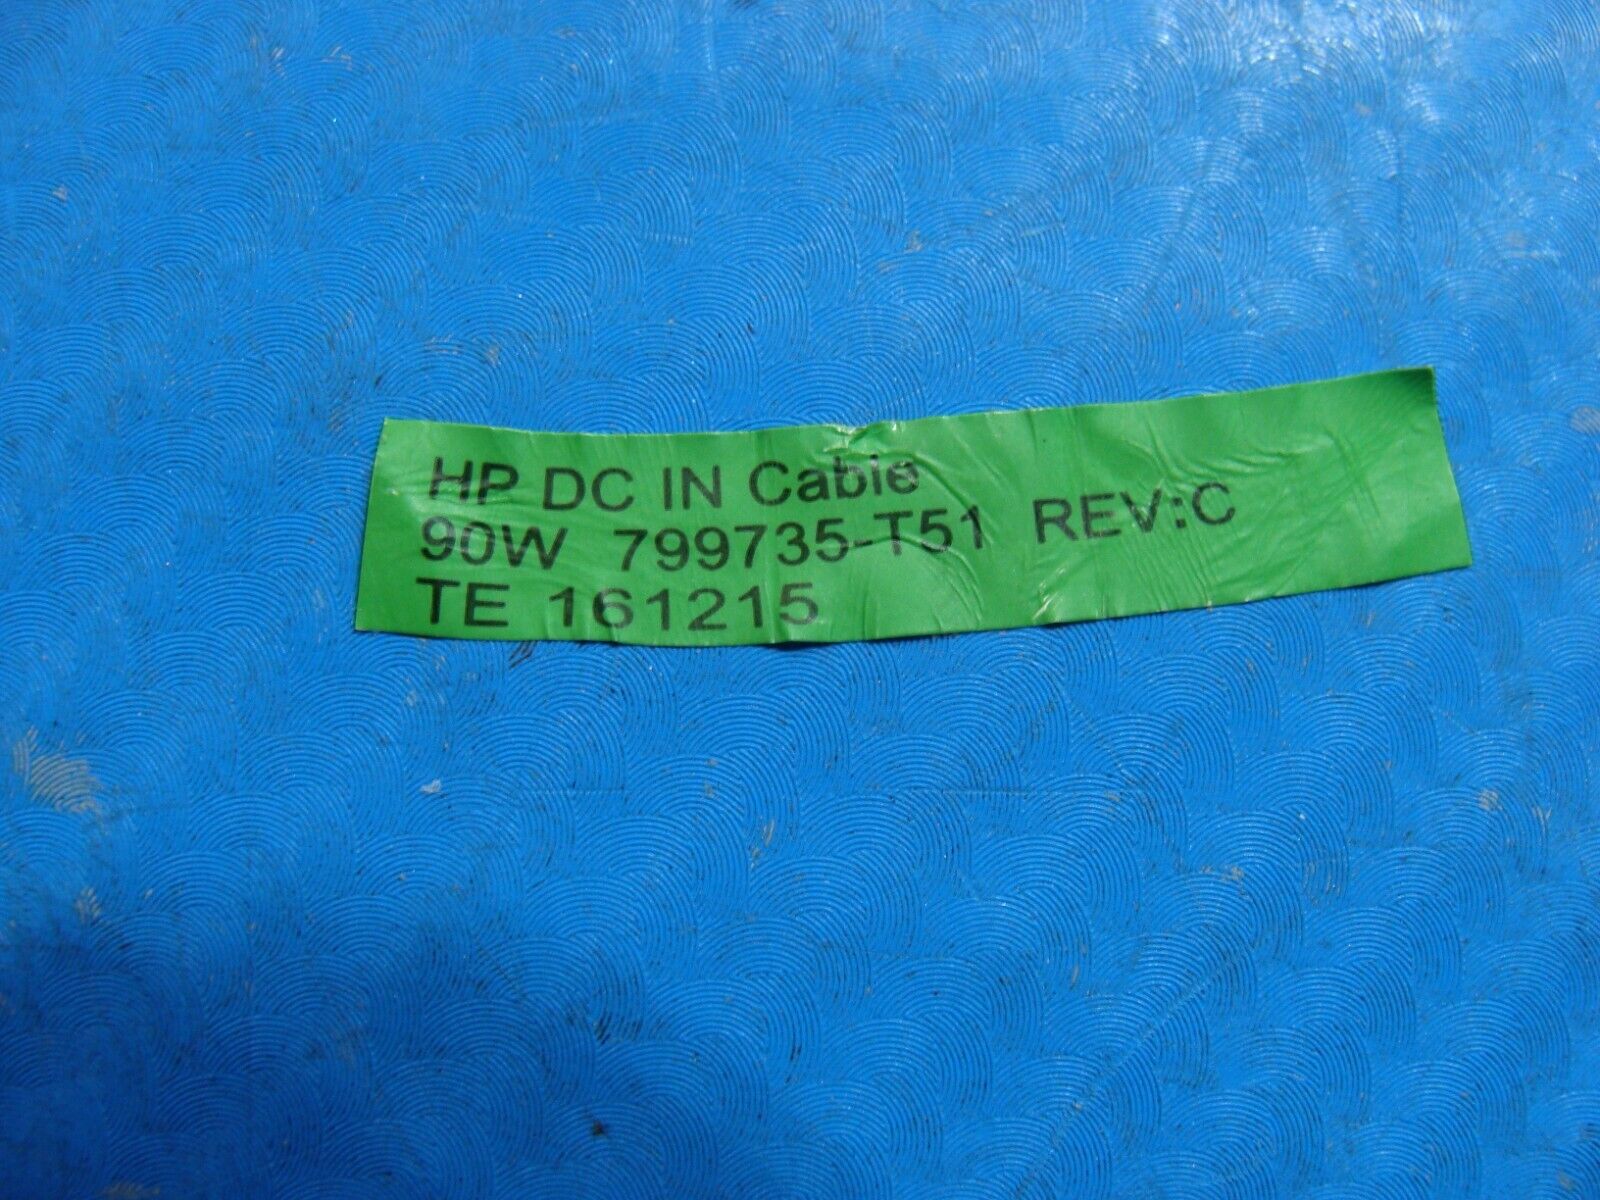 HP DC IN Cable
90W 799735-T51 REV:C
TE 161215